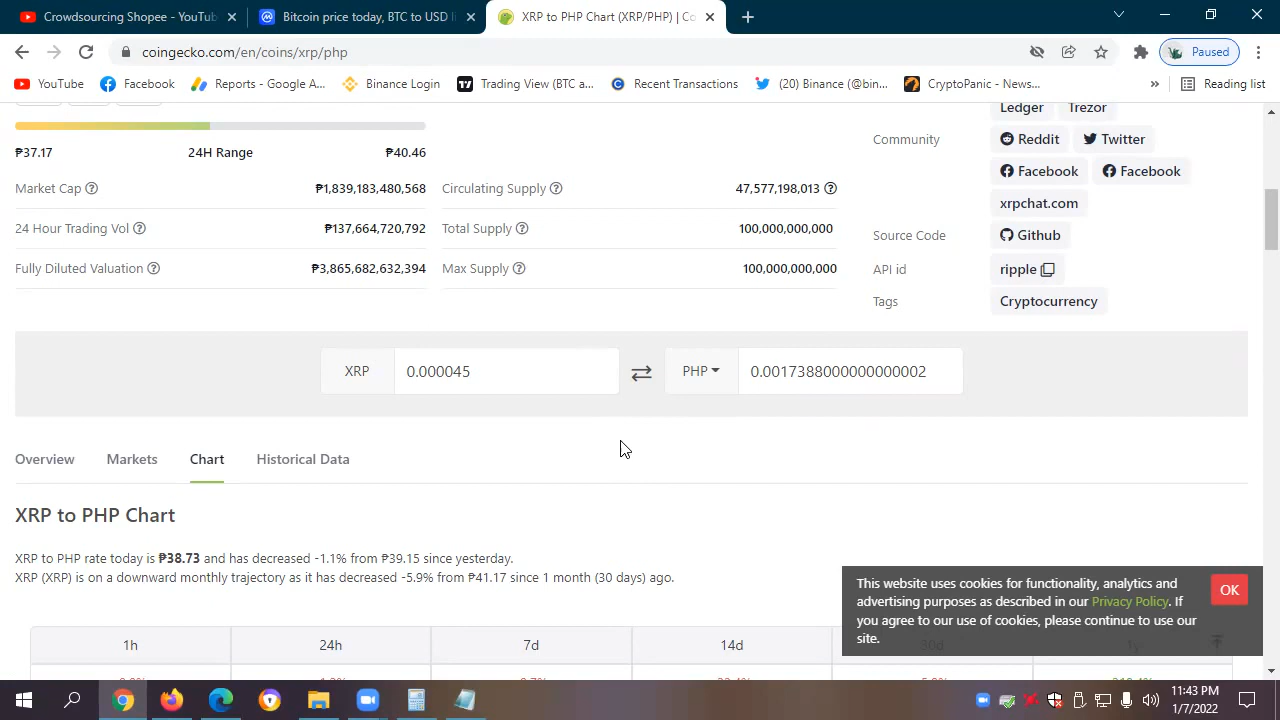 Crowdsourcing Shopee - YouTub
Bitcoin price today, BTC to USD li
XRP to PHP Chart (XRP/PHP) | Co
coingecko.com/en/coins/xrp/php
Paused
YouTube
Facebook
Reports - Google A...
Binance Login
Trading View (BTC a...
Recent Transactions
(20) Binance (@bin...
CryptoPanic - News...
»
Reading list
Ledger
Trezor
₱37.17
24H Range
₱40.46
Community
Reddit
Twitter
Facebook
Facebook
xrpchat.com
Market Cap
₱1,839,183,480,568
Circulating Supply
47,577,198,013
24 Hour Trading Vol
₱137,664,720,792
Total Supply
100,000,000,000
Source Code
Github
Fully Diluted Valuation
₱3,865,682,632,394
Max Supply
100,000,000,000
API id
ripple
Tags
Cryptocurrency
XRP
0.000045
PHP
0.0017388000000000002
Overview
Markets
Chart
Historical Data
XRP to PHP Chart
XRP to PHP rate today is ₱38.73 and has decreased -1.1% from ₱39.15 since yesterday.
XRP (XRP) is on a downward monthly trajectory as it has decreased -5.9% from ₱41.17 since 1 month (30 days) ago.
This website uses cookies for functionality, analytics and
advertising purposes as described in our Privacy Policy. If
you agree to our use of cookies, please continue to use our
site.
OK
1h
24h
7d
14d
30d
1y
11:43 PM
1/7/2022